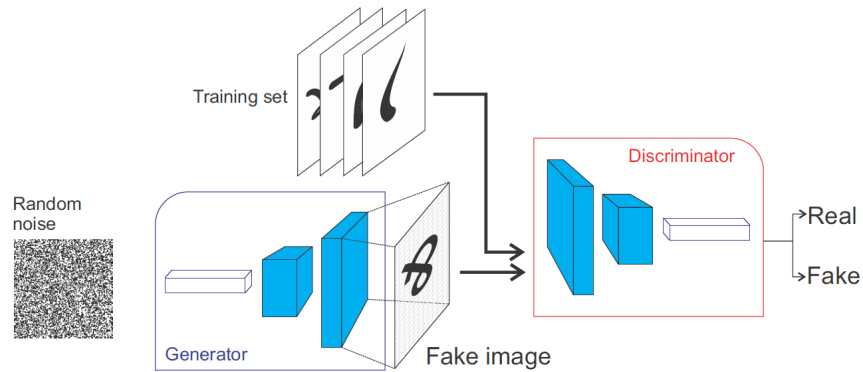 Training set
Discriminator
Random
noise
Real
Fake
Generator
Fake image